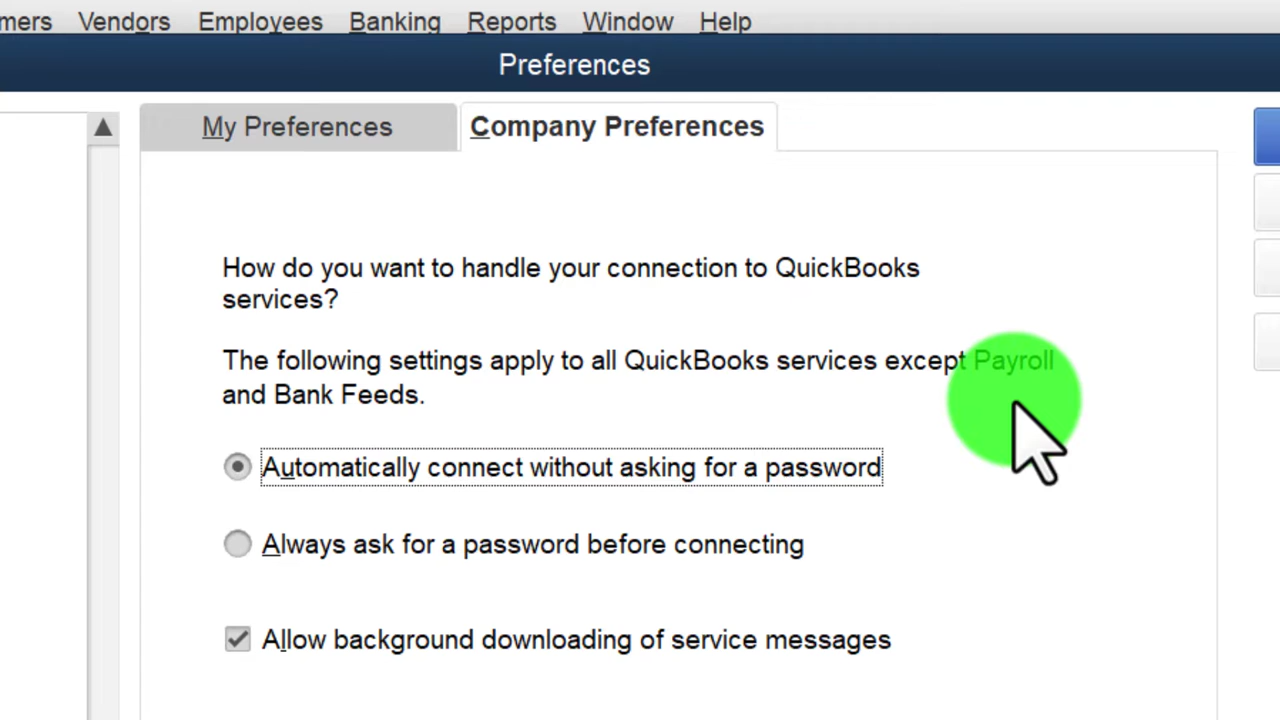 mers Vendors Employees Banking Reports Window Help
Preferences
My Preferences Company Preferences
How do you want to handle your connection to QuickBooks
services?
The following settings apply to all QuickBooks services except Payroll
and Bank Feeds.
Automatically connect without asking for a password
Always ask for a password before connecting
Allow background downloading of service messages